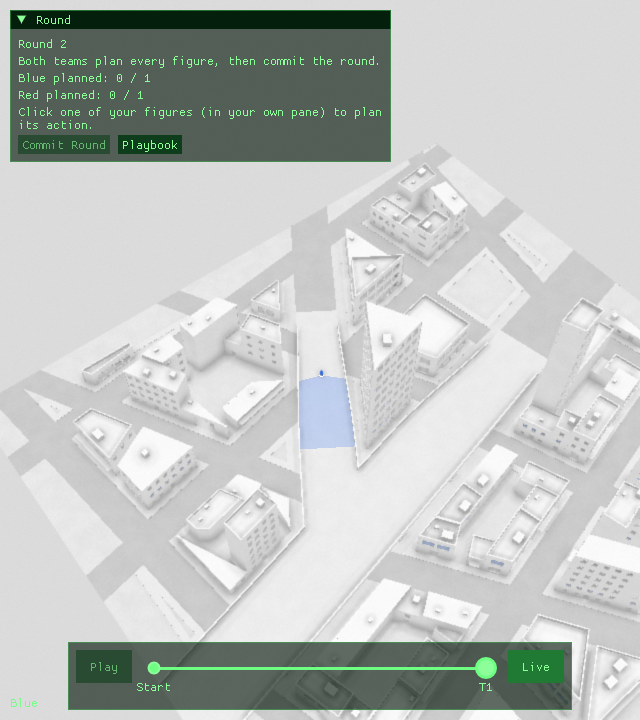 Round
Round 2
Both teams plan every figure, then commit the round.
Blue planned: 0 / 1
Red planned: 0 / 1
Click one of your figures (in your own pane) to plan
its action.
Commit Round Playbook
Play Live
Start T1
Blue